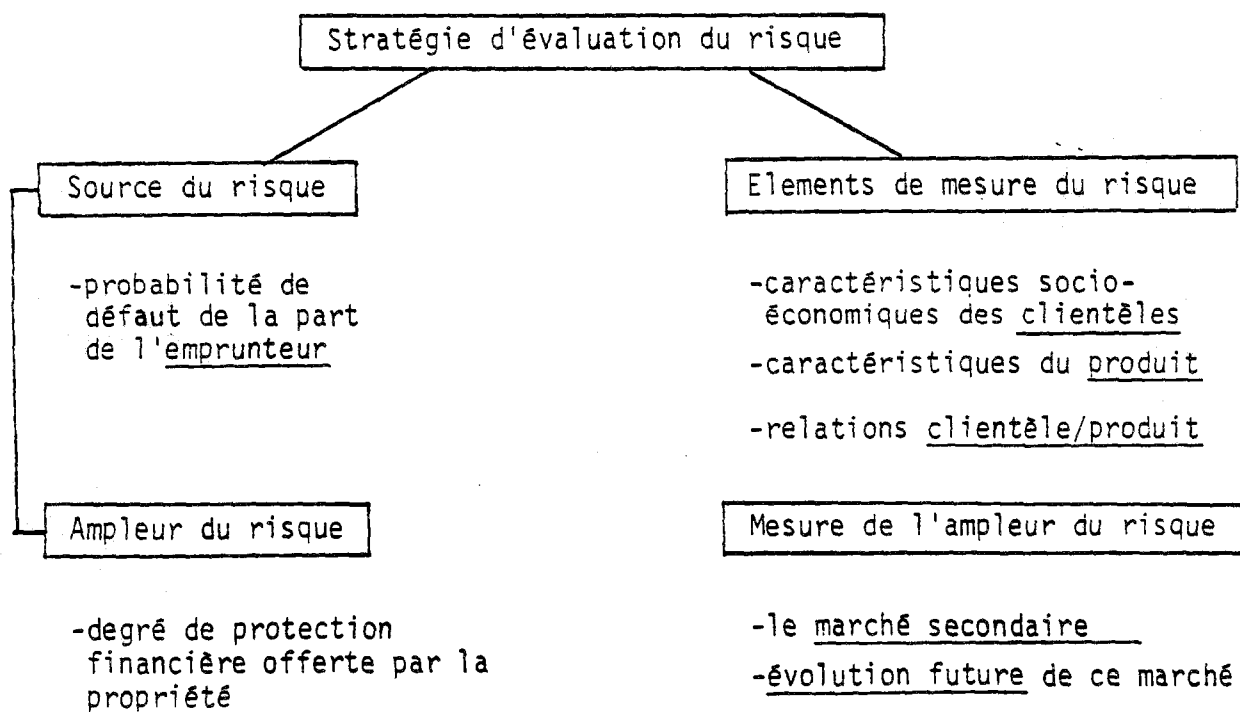 Stratégie d'évaluation du risque
Source du risque
-probabilité de
défaut de la part
de l'emprunteur
Elements de mesure du risque
-caractéristiques socio-
économiques des clientèles
-caractéristiques du produit
-relations clientèle/produit
Ampleur du risque
-degré de protection
financière offerte par la
propriété
Mesure de l'ampleur du risque
-le marché secondaire
-évolution future de ce marché